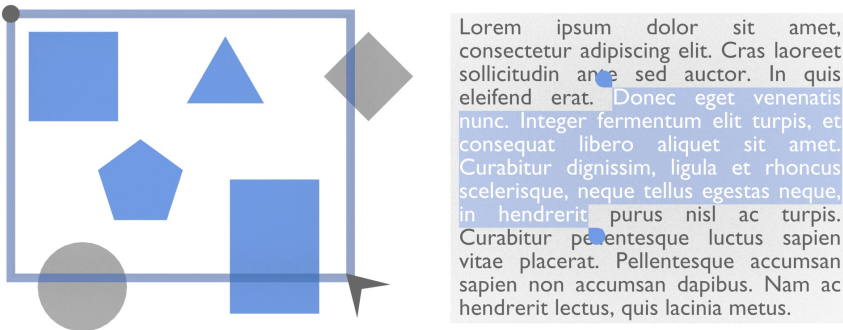 Lorem ipsum dolor sit amet,
consectetur adipiscing elit. Cras laoreet
sollicitudin ante sed auctor. In quis
eleifend erat. Donec eget venenatis
nunc. Integer fermentum elit turpis, et
consequat libero aliquet sit amet.
Curabitur dignissim, ligula et rhoncus
scelerisque, neque tellus egestas neque,
in hendrerit purus nisl ac turpis.
Curabitur pellentesque luctus sapien
vitae placerat. Pellentesque accumsan
sapien non accumsan dapibus. Nam ac
hendrerit lectus, quis lacinia metus.